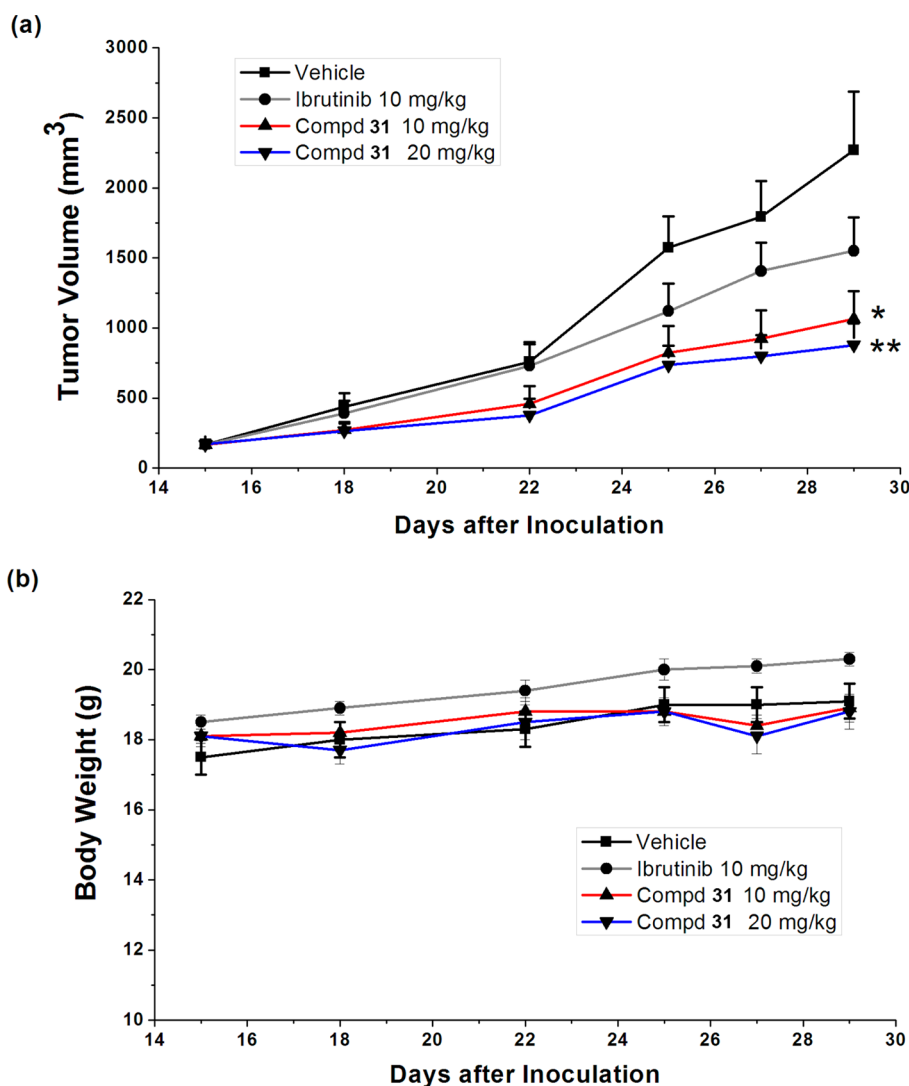 (a)
3000
2500
2000
1500
1000
500
0
Tumor Volume (mm³)
Vehicle
Ibrutinib 10 mg/kg
Compd 31 10 mg/kg
Compd 31 20 mg/kg
*
**
14 16 18 20 22 24 26 28 30
Days after Inoculation
(b)
22
20
18
16
14
12
10
Body Weight (g)
Vehicle
Ibrutinib 10 mg/kg
Compd 31 10 mg/kg
Compd 31 20 mg/kg
14 16 18 20 22 24 26 28 30
Days after Inoculation